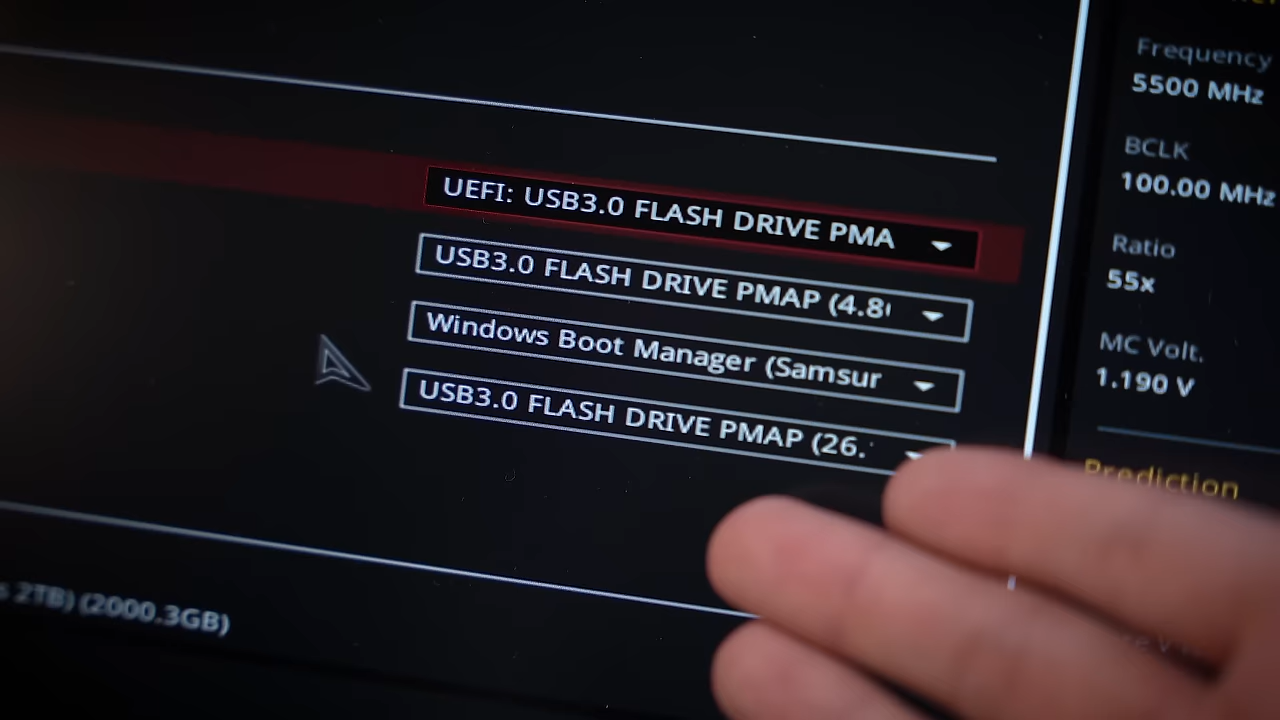 UEFI: USB3.0 FLASH DRIVE PMA
USB3.0 FLASH DRIVE PMAP (4.8
Windows Boot Manager (Samsur
USB3.0 FLASH DRIVE PMAP (26.
2TB) (2000.3GB)
Frequency
5500 MHz
BCLK
100.00 MHz
Ratio
55x
MC Volt.
1.190 V
Prediction